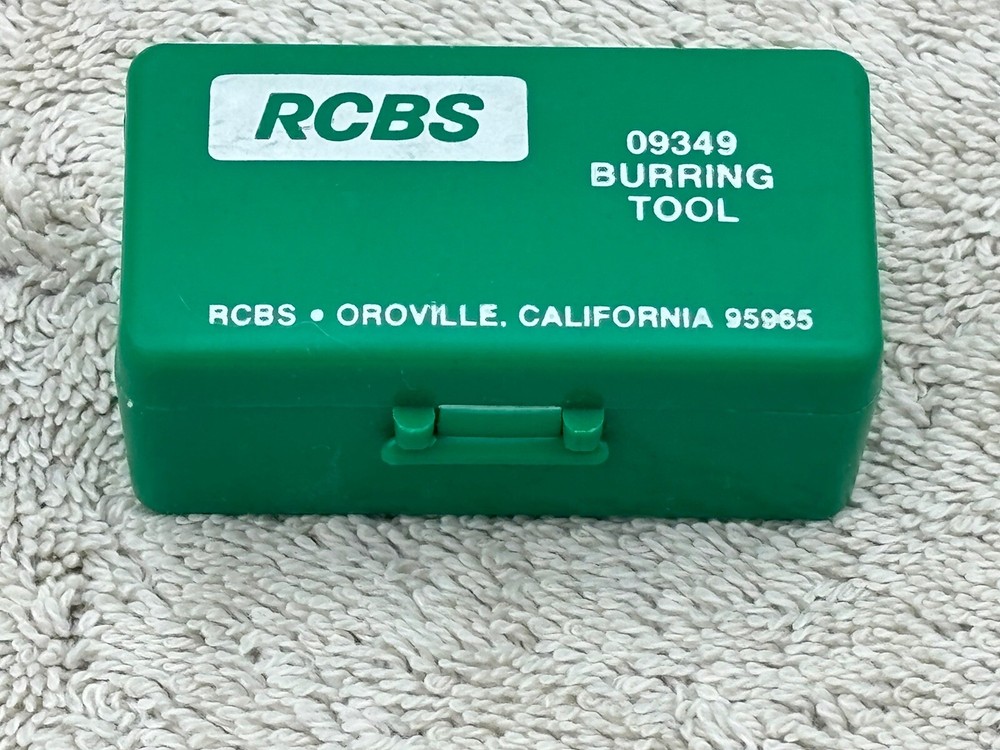 RCBS
09349
BURRING
TOOL
RCBS • OROVILLE, CALIFORNIA 95965